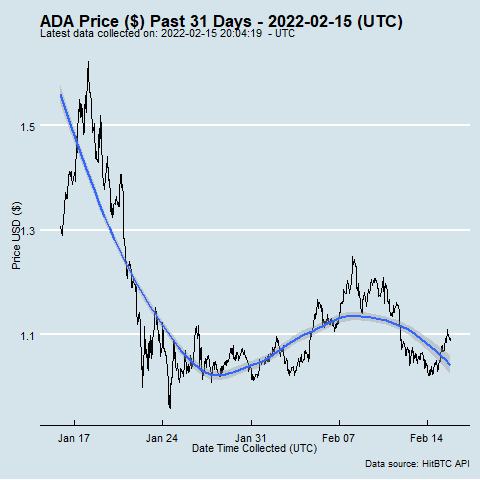 ADA Price ($) Past 31 Days - 2022-02-15 (UTC)
Latest data collected on: 2022-02-15 20:04:19 - UTC
1.5
1.3
1.1
Price USD ($)
Jan 17 Jan 24 Jan 31 Feb 07 Feb 14
Date Time Collected (UTC)
Data source: HitBTC API